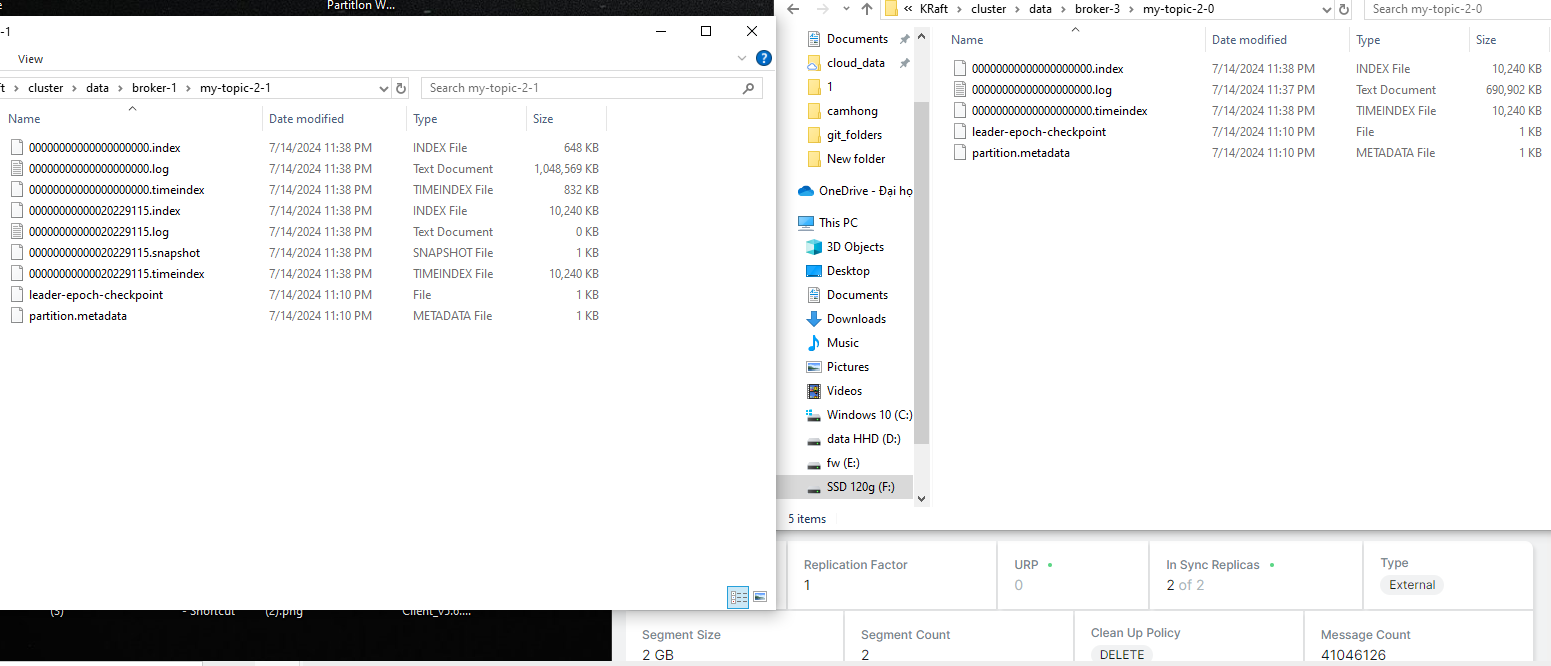 PartitIon W...
-1
View
?
ft > cluster > data > broker-1 > my-topic-2-1
Search my-topic-2-1
Name Date modified Type Size
00000000000000000000.index 7/14/2024 11:38 PM INDEX File 648 KB
00000000000000000000.log 7/14/2024 11:38 PM Text Document 1,048,569 KB
00000000000000000000.timeindex 7/14/2024 11:38 PM TIMEINDEX File 832 KB
00000000000020229115.index 7/14/2024 11:38 PM INDEX File 10,240 KB
00000000000020229115.log 7/14/2024 11:38 PM Text Document 0 KB
00000000000020229115.snapshot 7/14/2024 11:38 PM SNAPSHOT File 1 KB
00000000000020229115.timeindex 7/14/2024 11:38 PM TIMEINDEX File 10,240 KB
leader-epoch-checkpoint 7/14/2024 11:10 PM File 1 KB
partition.metadata 7/14/2024 11:10 PM METADATA File 1 KB
(3) - Shortcut (2).png Client_v5.0....
« KRaft > cluster > data > broker-3 > my-topic-2-0
Search my-topic-2-0
Documents
cloud_data
1
camhong
git_folders
New folder
OneDrive - Đại họ
This PC
3D Objects
Desktop
Documents
Downloads
Music
Pictures
Videos
Windows 10 (C:)
data HHD (D:)
fw (E:)
SSD 120g (F:)
Name Date modified Type Size
00000000000000000000.index 7/14/2024 11:38 PM INDEX File 10,240 KB
00000000000000000000.log 7/14/2024 11:37 PM Text Document 690,902 KB
00000000000000000000.timeindex 7/14/2024 11:38 PM TIMEINDEX File 10,240 KB
leader-epoch-checkpoint 7/14/2024 11:10 PM File 1 KB
partition.metadata 7/14/2024 11:10 PM METADATA File 1 KB
5 items
Replication Factor
1
URP
0
In Sync Replicas
2 of 2
Type
External
Segment Size
2 GB
Segment Count
2
Clean Up Policy
DELETE
Message Count
41046126